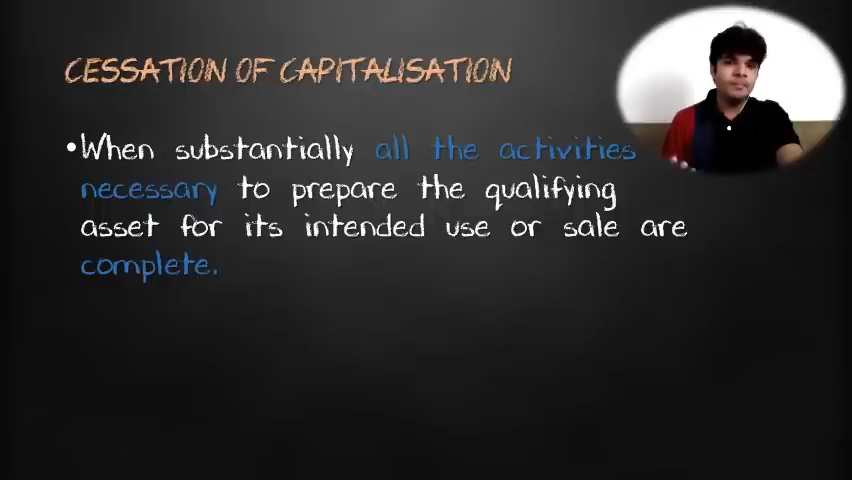 CESSATION OF CAPITALISATION
•When substantially all the activities
necessary to prepare the qualifying
asset for its intended use or sale are
complete.